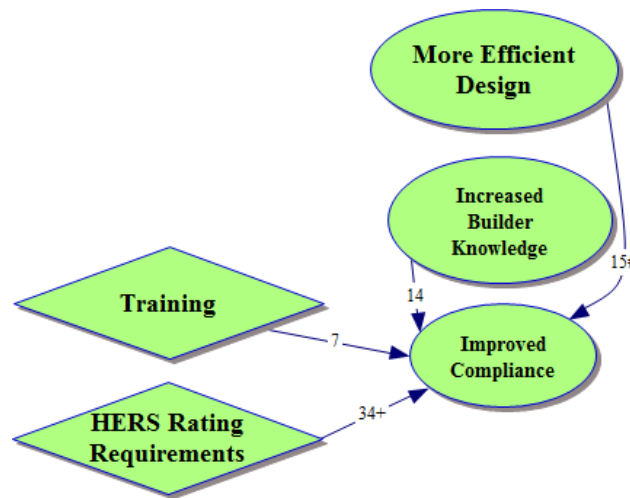 More Efficient
Design
Increased
Builder
Knowledge
14
Training
7
Improved
Compliance
HERS Rating
Requirements
34+